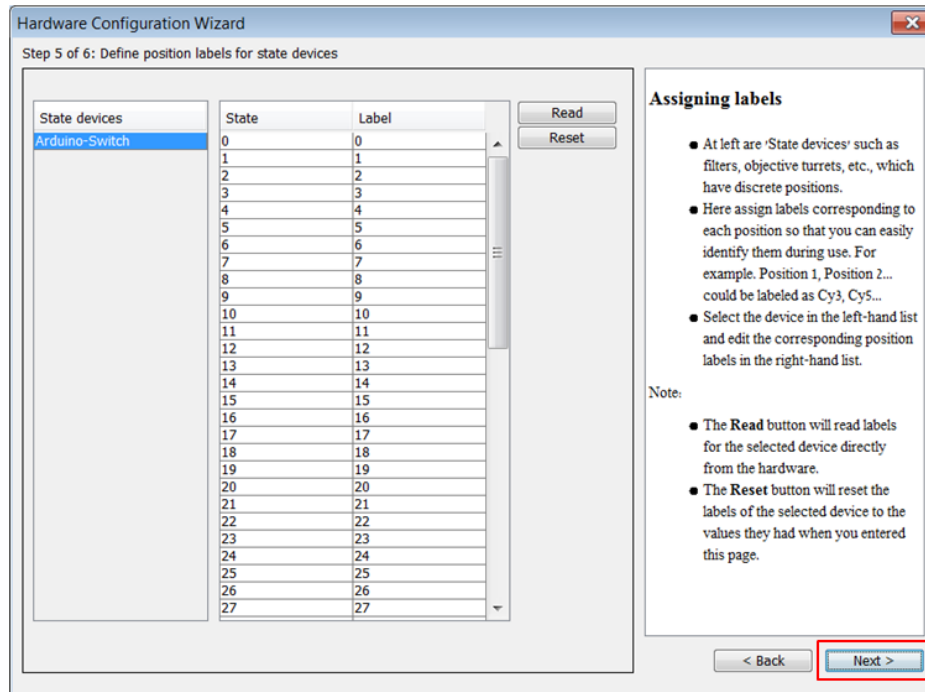 Hardware Configuration Wizard
Step 5 of 6: Define position labels for state devices
State devices
Arduino-Switch
State Label
0 0
1 1
2 2
3 3
4 4
5 5
6 6
7 7
8 8
9 9
10 10
11 11
12 12
13 13
14 14
15 15
16 16
17 17
18 18
19 19
20 20
21 21
22 22
23 23
24 24
25 25
26 26
27 27
Read
Reset
Assigning labels
At left are 'State devices' such as
filters, objective turrets, etc., which
have discrete positions.
Here assign labels corresponding to
each position so that you can easily
identify them during use. For
example. Position 1, Position 2...
could be labeled as Cy3, Cy5...
Select the device in the left-hand list
and edit the corresponding position
labels in the right-hand list.
Note:
The Read button will read labels
for the selected device directly
from the hardware.
The Reset button will reset the
labels of the selected device to the
values they had when you entered
this page.
< Back
Next >